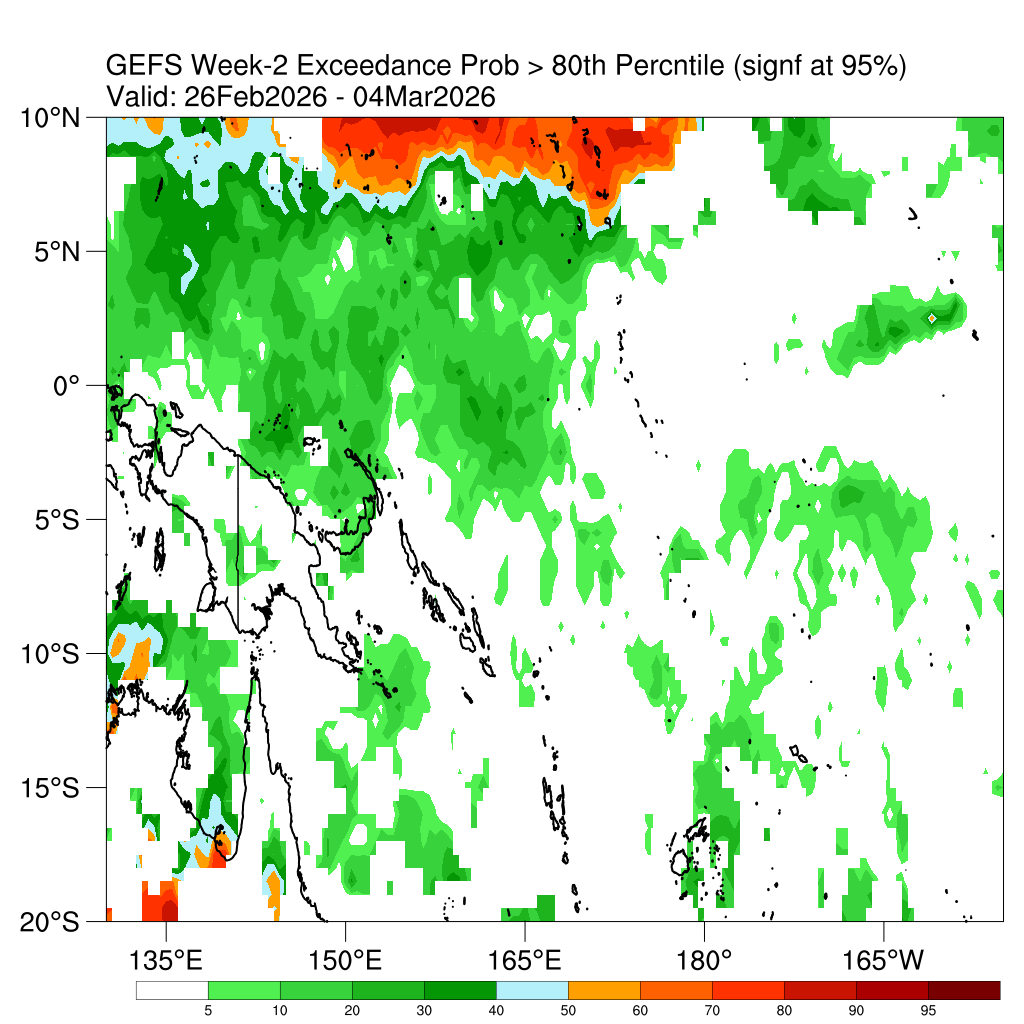 GEFS Week-2 Exceedance Prob > 80th Percntile (signf at 95%)
Valid: 26Feb2026 - 04Mar2026
10°N
5°N
0°
5°S
10°S
15°S
20°S
135°E 150°E 165°E 180° 165°W
5 10 20 30 40 50 60 70 80 90 95